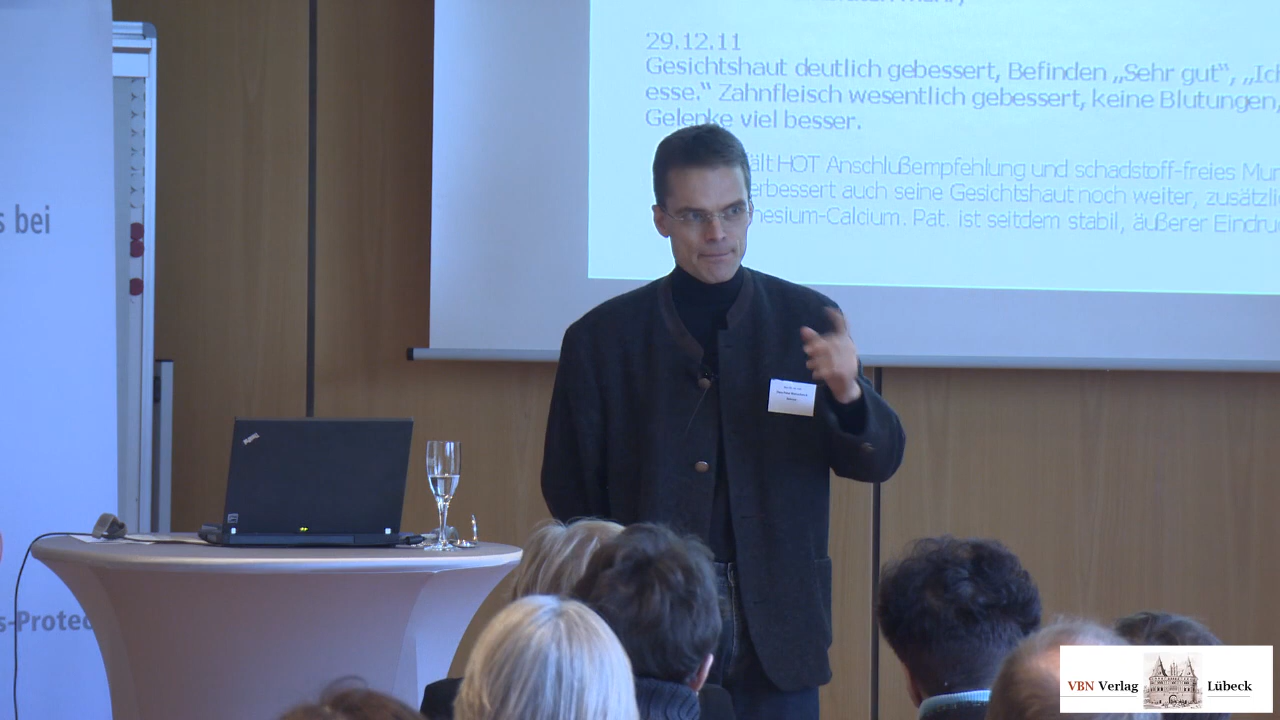 29.12.11
Gesichtshaut deutlich gebessert, Befinden „Sehr gut“, „Ich
esse.“ Zahnfleisch wesentlich gebessert, keine Blutungen,
Gelenke viel besser.
ält HOT Anschlußempfehlung und schadstoff-freies Mun
erbessert auch seine Gesichtshaut noch weiter, zusätzli
nesium-Calcium. Pat. ist seitdem stabil, äußerer Eindru
s bei
s-Protec
VBN Verlag Lübeck